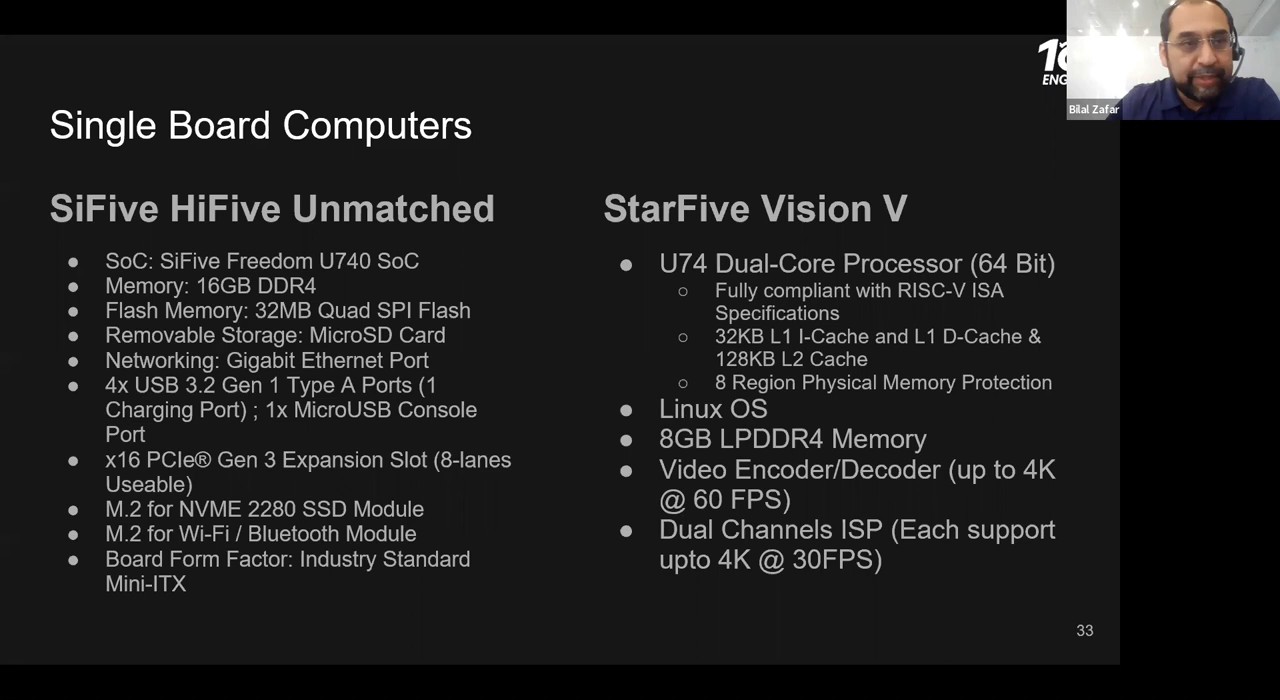 Single Board Computers
SiFive HiFive Unmatched
● SoC: SiFive Freedom U740 SoC
● Memory: 16GB DDR4
● Flash Memory: 32MB Quad SPI Flash
● Removable Storage: MicroSD Card
● Networking: Gigabit Ethernet Port
● 4x USB 3.2 Gen 1 Type A Ports (1
Charging Port) ; 1x MicroUSB Console
Port
● x16 PCIe® Gen 3 Expansion Slot (8-lanes
Useable)
● M.2 for NVME 2280 SSD Module
● M.2 for Wi-Fi / Bluetooth Module
● Board Form Factor: Industry Standard
Mini-ITX
StarFive Vision V
● U74 Dual-Core Processor (64 Bit)
○ Fully compliant with RISC-V ISA
Specifications
○ 32KB L1 I-Cache and L1 D-Cache &
128KB L2 Cache
○ 8 Region Physical Memory Protection
● Linux OS
● 8GB LPDDR4 Memory
● Video Encoder/Decoder (up to 4K
@ 60 FPS)
● Dual Channels ISP (Each support
upto 4K @ 30FPS)
33
Bilal Zafar